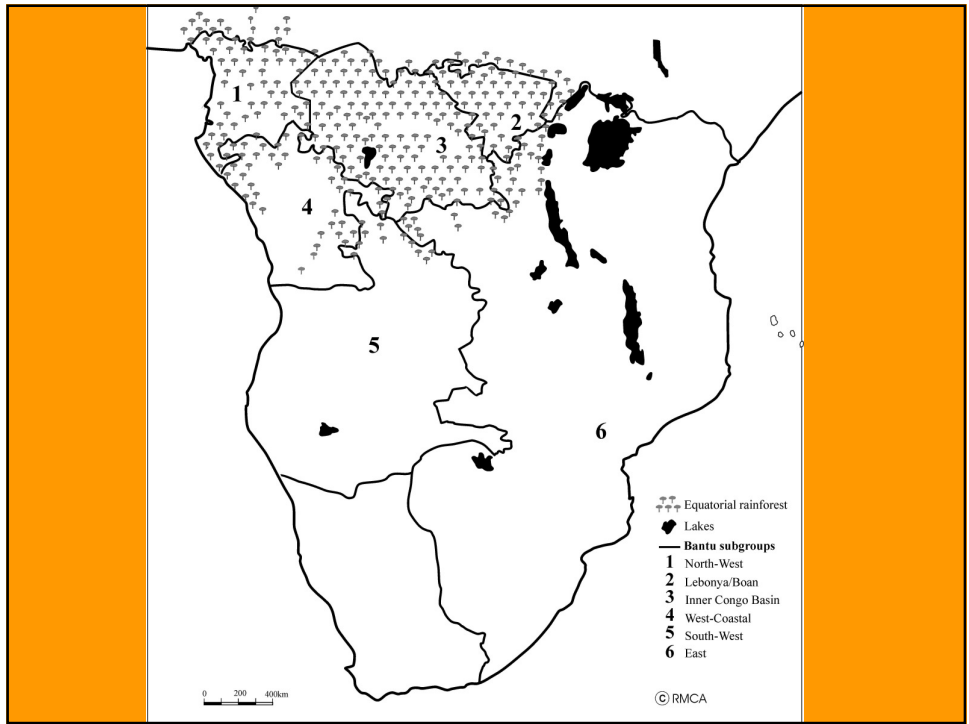 1
2
3
4
5
6
Equatorial rainforest
Lakes
Bantu subgroups
1 North-West
2 Lebonya/Boan
3 Inner Congo Basin
4 West-Coastal
5 South-West
6 East
0 200 400km
© RMCA